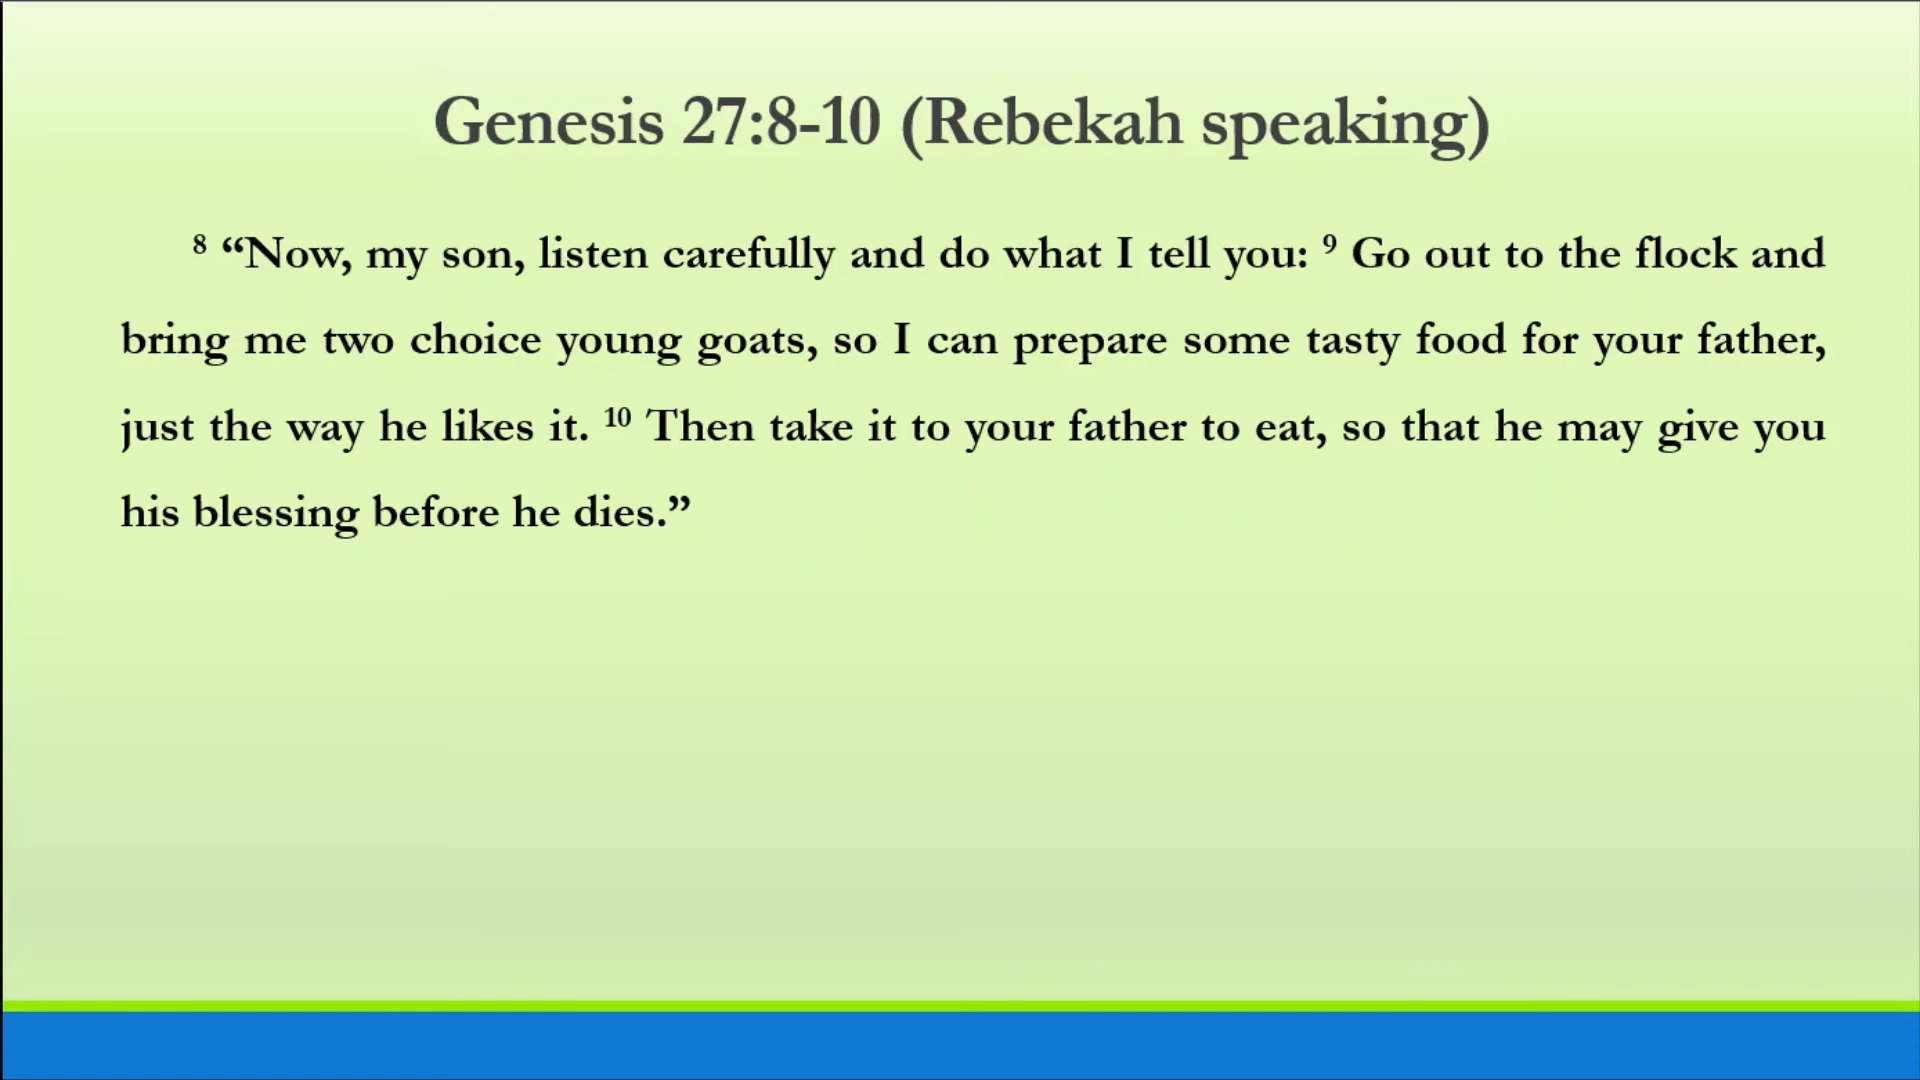 Genesis 27:8-10 (Rebekah speaking)
8 “Now, my son, listen carefully and do what I tell you: 9 Go out to the flock and
bring me two choice young goats, so I can prepare some tasty food for your father,
just the way he likes it. 10 Then take it to your father to eat, so that he may give you
his blessing before he dies.”